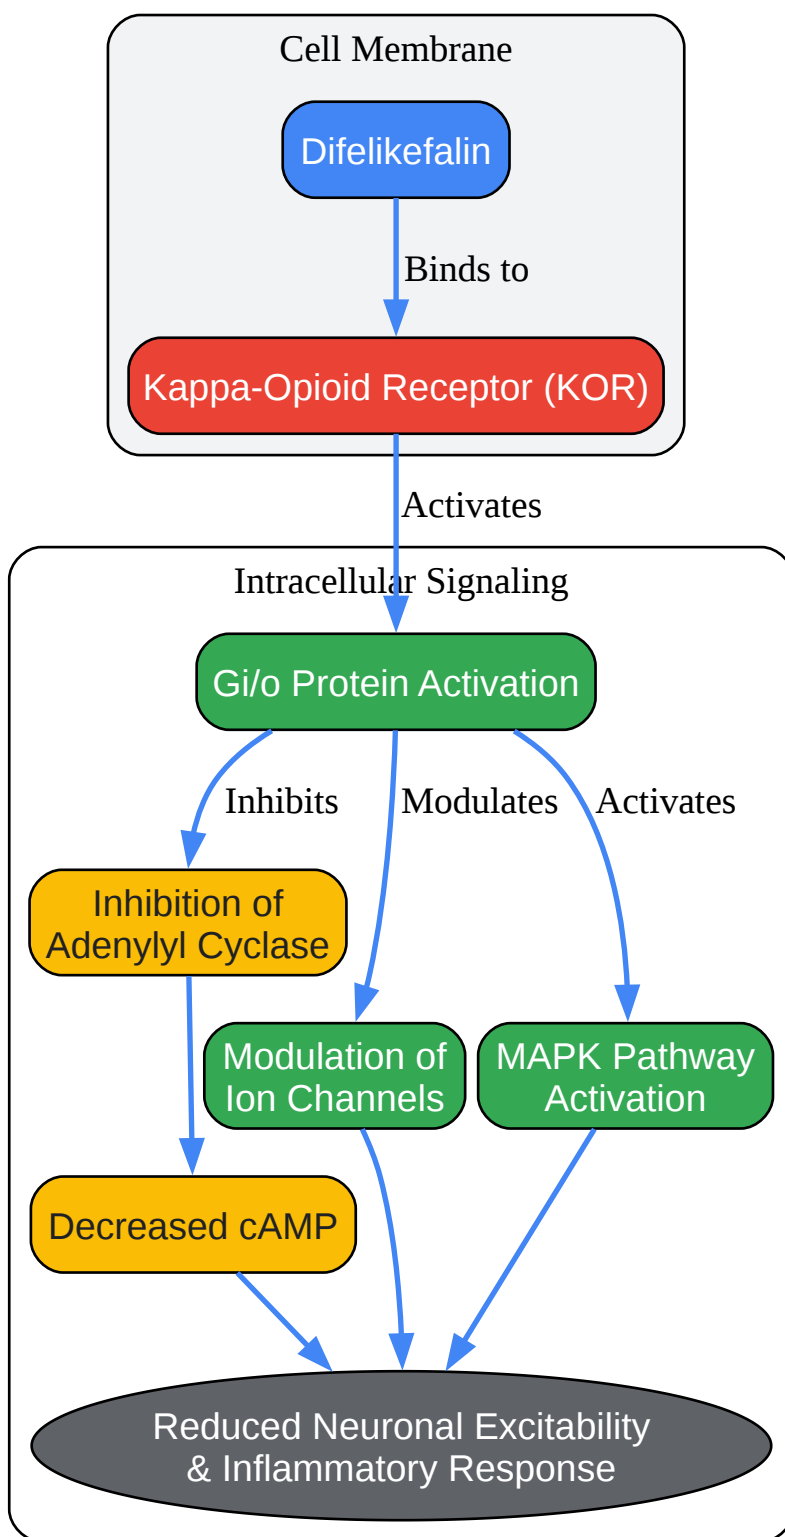 Cell Membrane
Difelikefalin
Binds to
Kappa-Opioid Receptor (KOR)
Activates
Intracellular Signaling
Gi/o Protein Activation
Inhibits
Modulates
Activates
Inhibition of
Adenylyl Cyclase
Modulation of
Ion Channels
MAPK Pathway
Activation
Decreased cAMP
Reduced Neuronal Excitability
& Inflammatory Response